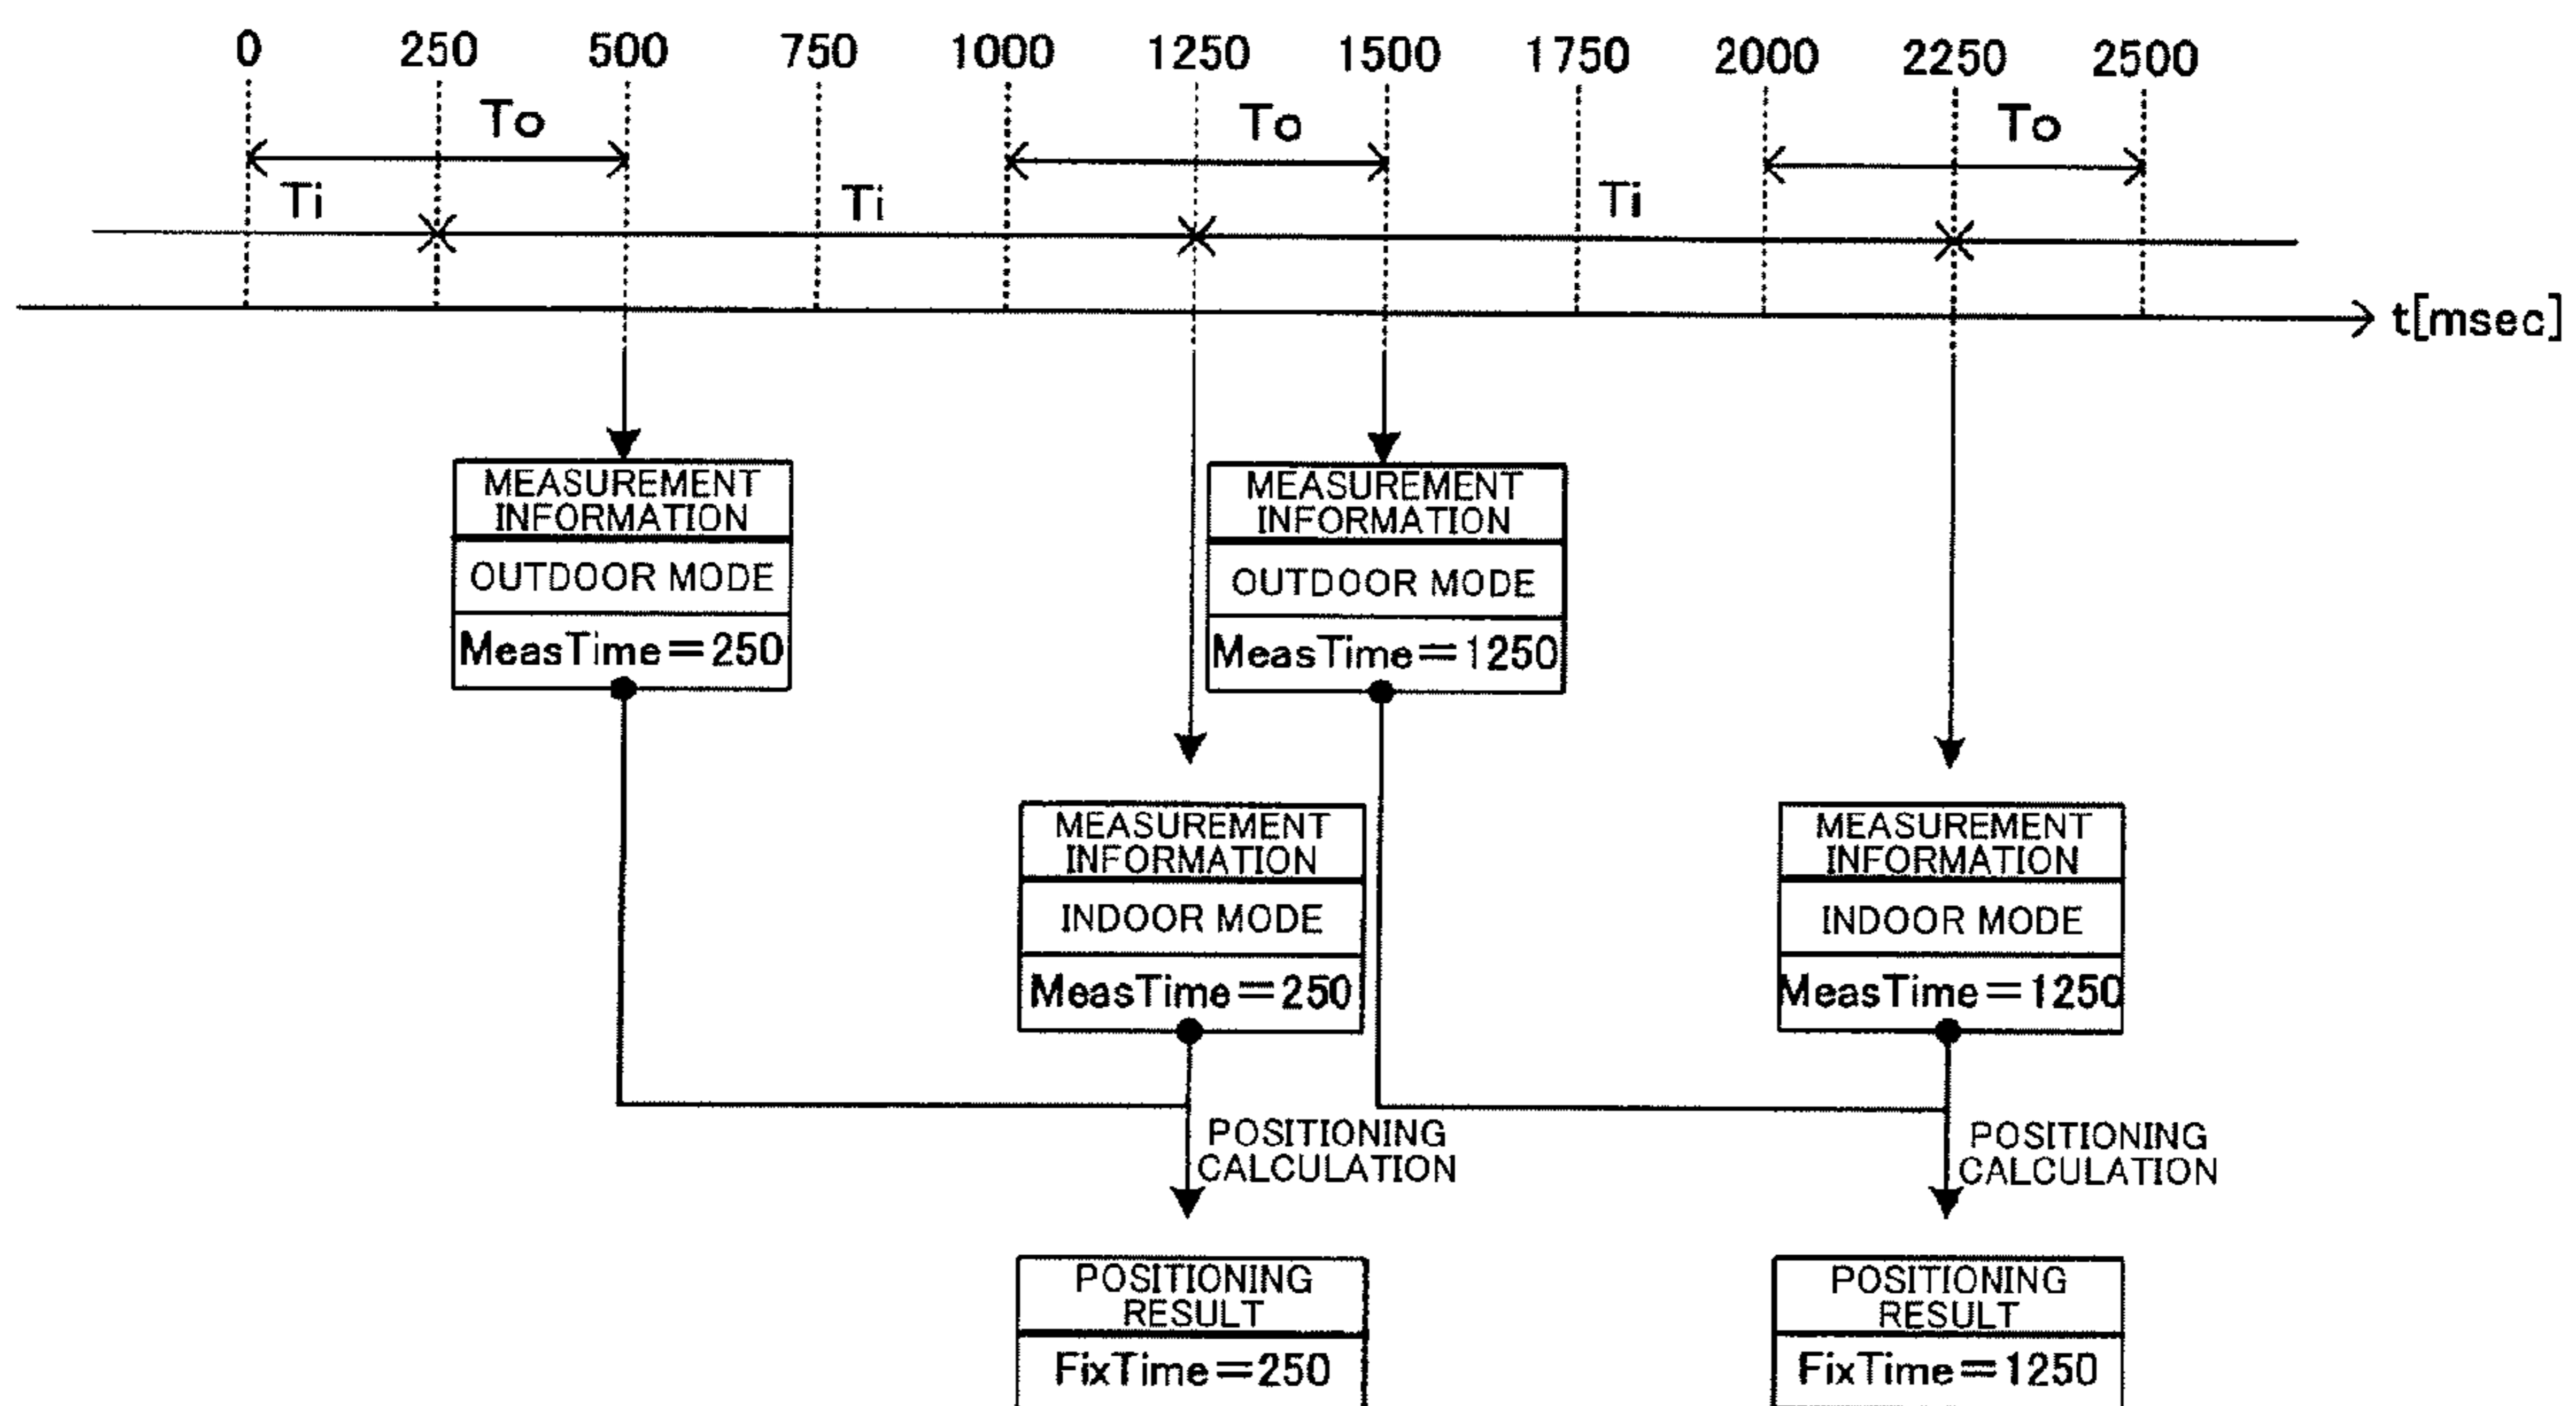 0 250 500 750 1000 1250 1500 1750 2000 2250 2500
To To To
Ti Ti Ti
t[msec]
MEASUREMENT
INFORMATION
OUTDOOR MODE
MeasTime=250
MEASUREMENT
INFORMATION
OUTDOOR MODE
MeasTime=1250
MEASUREMENT
INFORMATION
INDOOR MODE
MeasTime=250
MEASUREMENT
INFORMATION
INDOOR MODE
MeasTime=1250
POSITIONING
CALCULATION
POSITIONING
CALCULATION
POSITIONING
RESULT
FixTime=250
POSITIONING
RESULT
FixTime=1250